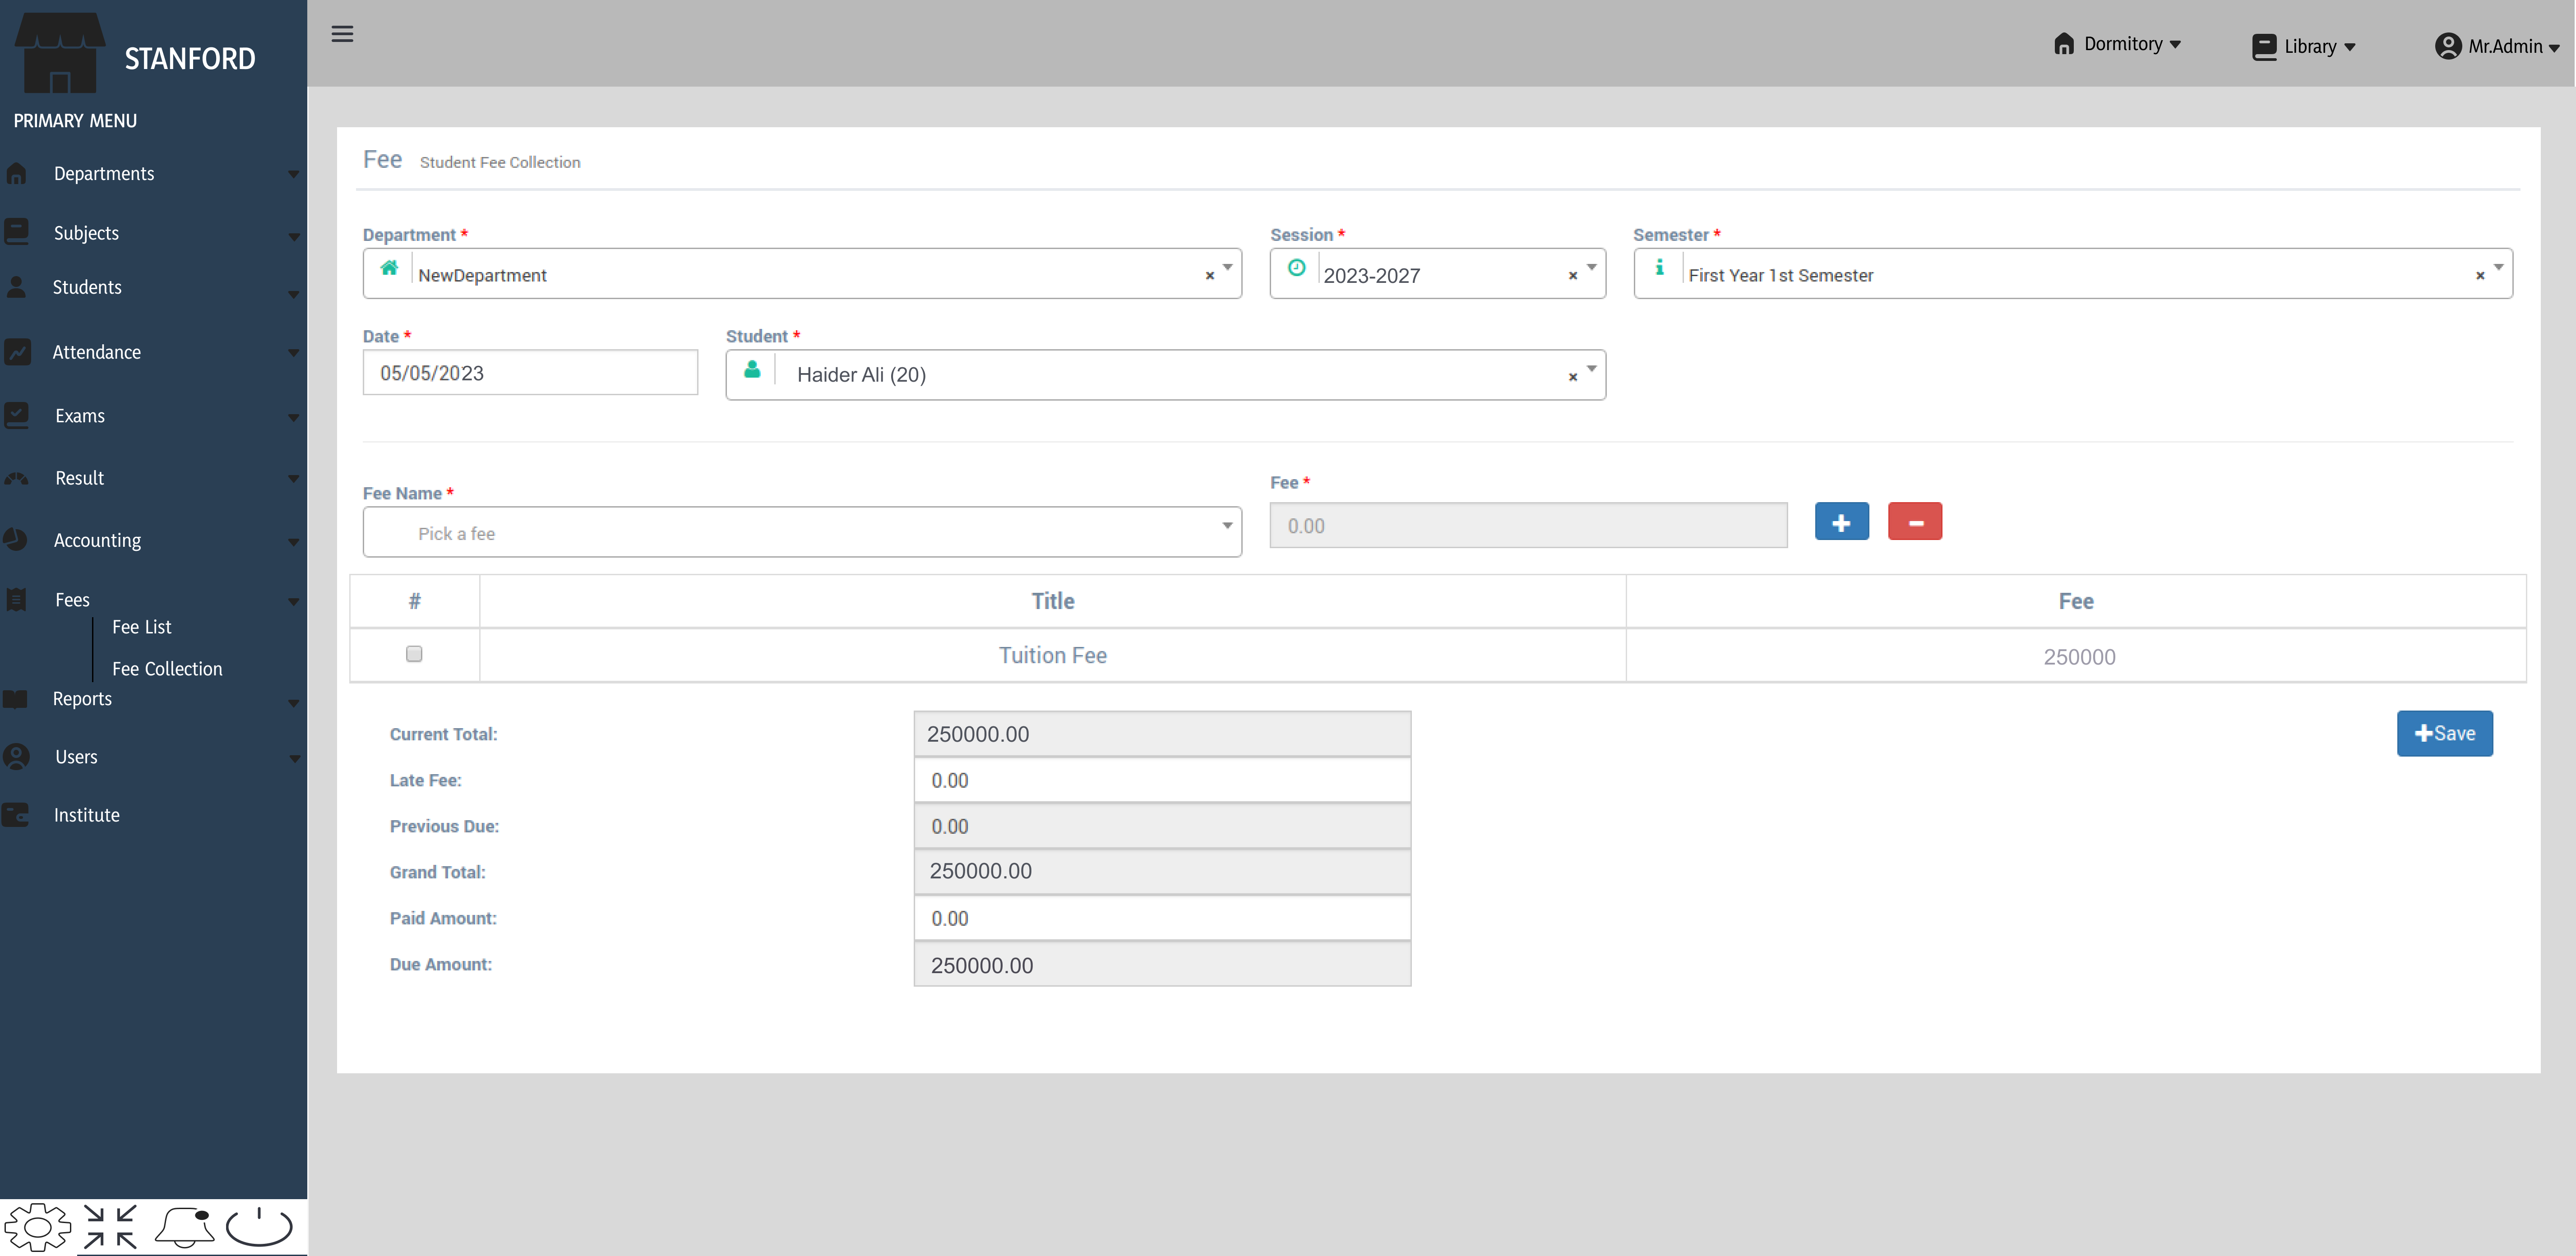 STANFORD
Dormitory
Library
Mr.Admin
PRIMARY MENU
Departments
Subjects
Students
Attendance
Exams
Result
Accounting
Fees
Fee List
Fee Collection
Reports
Users
Institute
Fee Student Fee Collection
Department * Session * Semester *
NewDepartment × 2023-2027 × First Year 1st Semester ×
Date * Student *
05/05/2023 Haider Ali (20) ×
Fee Name * Fee *
Pick a fee 0.00
# Title Fee
Tuition Fee 250000
Current Total: 250000.00 Save
Late Fee: 0.00
Previous Due: 0.00
Grand Total: 250000.00
Paid Amount: 0.00
Due Amount: 250000.00